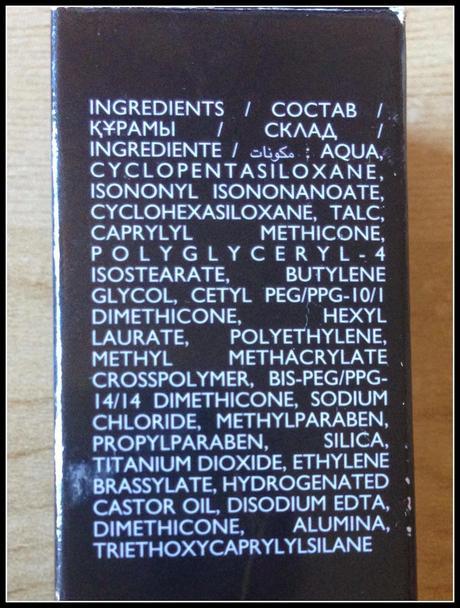 INGREDIENTS / СОСТАВ /
ҚҰРАМЫ / СКЛАД /
INGREDIENTE / مكونات : AQUA,
CYCLOPENTASILOXANE,
ISONONYL ISONONANOATE,
CYCLOHEXASILOXANE, TALC,
CAPRYLYL METHICONE,
POLYGLYCERYL-4
ISOSTEARATE, BUTYLENE
GLYCOL, CETYL PEG/PPG-10/1
DIMETHICONE, HEXYL
LAURATE, POLYETHYLENE,
METHYL METHACRYLATE
CROSSPOLYMER, BIS-PEG/PPG-
14/14 DIMETHICONE, SODIUM
CHLORIDE, METHYLPARABEN,
PROPYLPARABEN, SILICA,
TITANIUM DIOXIDE, ETHYLENE
BRASSYLATE, HYDROGENATED
CASTOR OIL, DISODIUM EDTA,
DIMETHICONE, ALUMINA,
TRIETHOXYCAPRYLYLSILANE